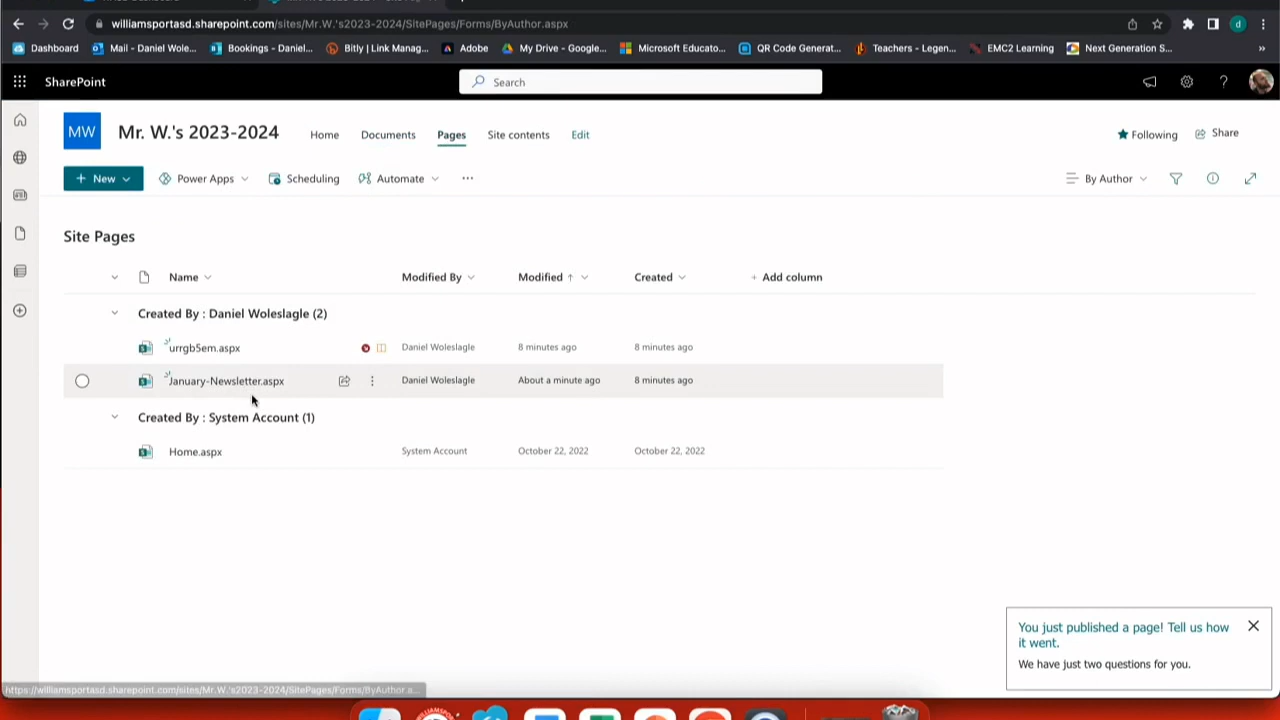 williamsportasd.sharepoint.com/sites/Mr.W.'s2023-2024/SitePages/Forms/ByAuthor.aspx
d
Dashboard Mail - Daniel Wole... Bookings - Daniel... Bitly | Link Manag... Adobe My Drive - Google... Microsoft Educato... QR Code Generat... Teachers - Legen... EMC2 Learning Next Generation S... »
SharePoint Search ?
MW Mr. W.'s 2023-2024 Home Documents Pages Site contents Edit Following Share
+ New Power Apps Scheduling Automate ... By Author
Site Pages
Name Modified By Modified ↑ Created + Add column
Created By : Daniel Woleslagle (2)
urrgb5em.aspx Daniel Woleslagle 8 minutes ago 8 minutes ago
January-Newsletter.aspx Daniel Woleslagle About a minute ago 8 minutes ago
Created By : System Account (1)
Home.aspx System Account October 22, 2022 October 22, 2022
You just published a page! Tell us how
it went.
We have just two questions for you.
https://williamsportasd.sharepoint.com/sites/Mr.W.'s2023-2024/SitePages/Forms/ByAuthor.a...